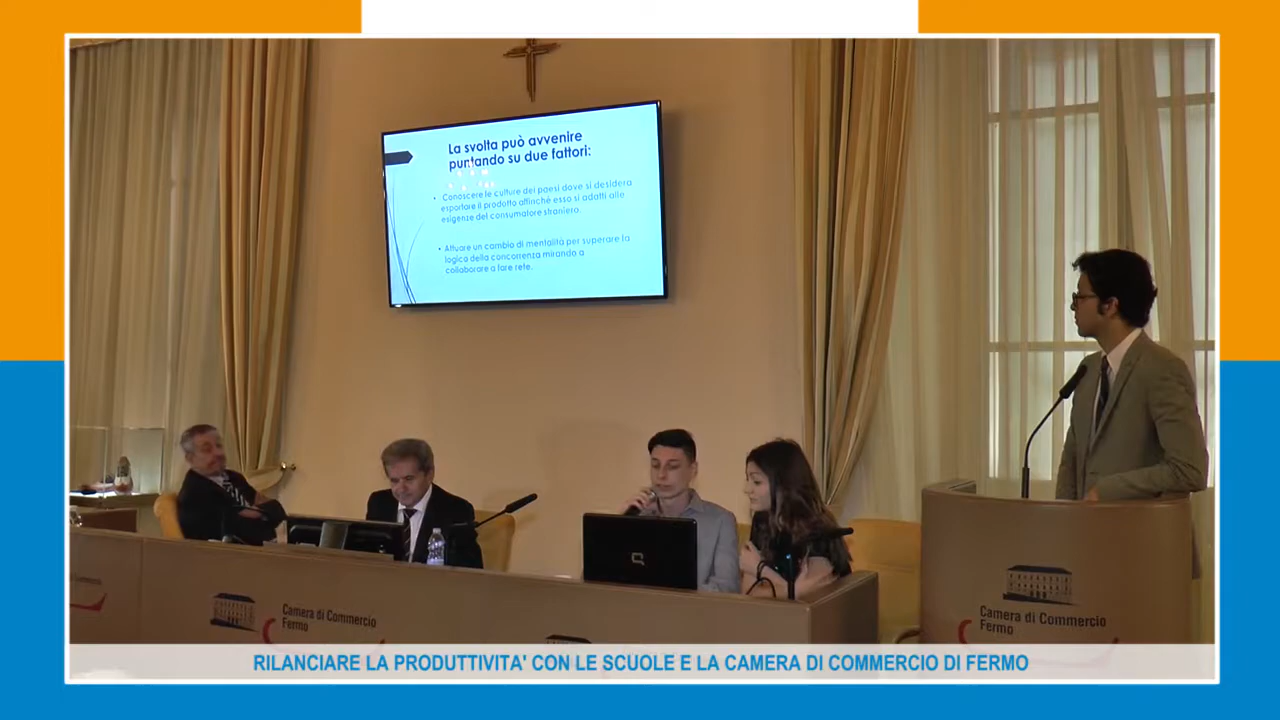 La svolta può avvenire
puntando su due fattori:
• Conoscere le culture dei paesi dove si desidera
esportare il prodotto affinchè esso si adatti alle
esigenze del consumatore straniero.
• Attuare un cambio di mentalità per superare la
logica della concorrenza mirando a
collaborare a fare rete.
Camera di Commercio
Fermo
Camera di Commercio
Fermo
RILANCIARE LA PRODUTTIVITA' CON LE SCUOLE E LA CAMERA DI COMMERCIO DI FERMO